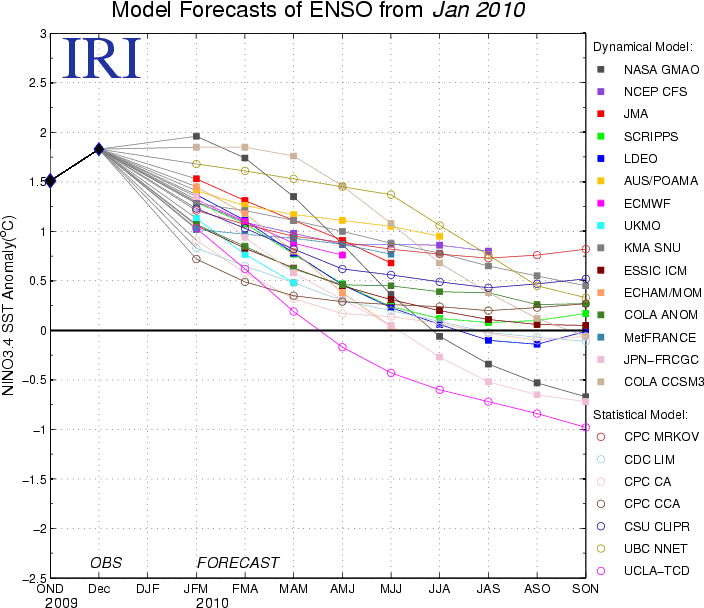 Model Forecasts of ENSO from Jan 2010
IRI
NINO3.4 SST Anomaly(°C)
3
2.5
2
1.5
1
0.5
0
−0.5
−1
−1.5
−2
−2.5
OBS FORECAST
OND Dec DJF JFM FMA MAM AMJ MJJ JJA JAS ASO SON
2009 2010
Dynamical Model:
NASA GMAO
NCEP CFS
JMA
SCRIPPS
LDEO
AUS/POAMA
ECMWF
UKMO
KMA SNU
ESSIC ICM
ECHAM/MOM
COLA ANOM
MetFRANCE
JPN−FRCGC
COLA CCSM3
Statistical Model:
CPC MRKOV
CDC LIM
CPC CA
CPC CCA
CSU CLIPR
UBC NNET
UCLA−TCD